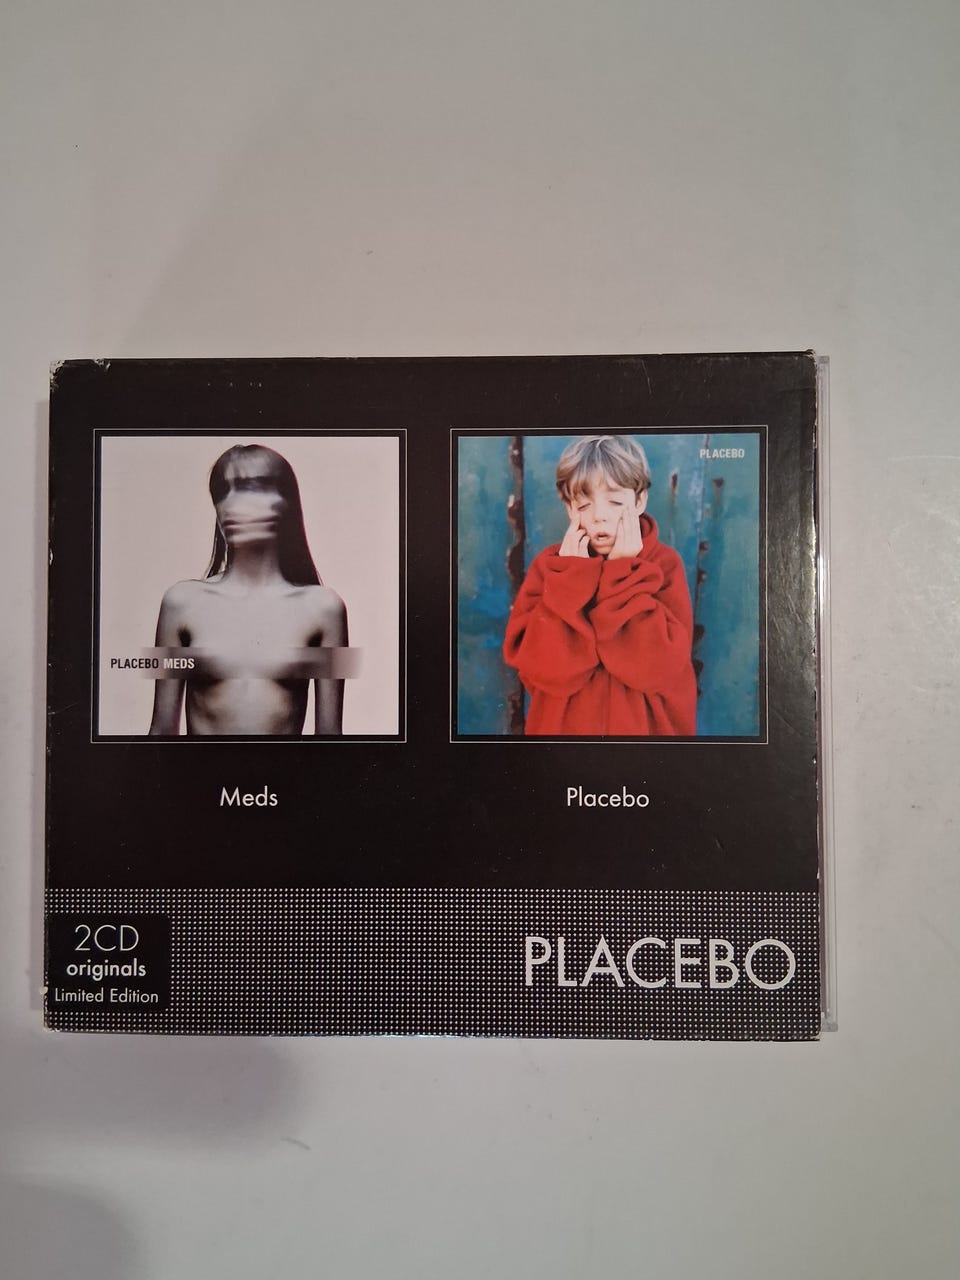 PLACEBO
PLACEBO MEDS
Meds
Placebo
2CD
originals
Limited Edition
PLACEBO